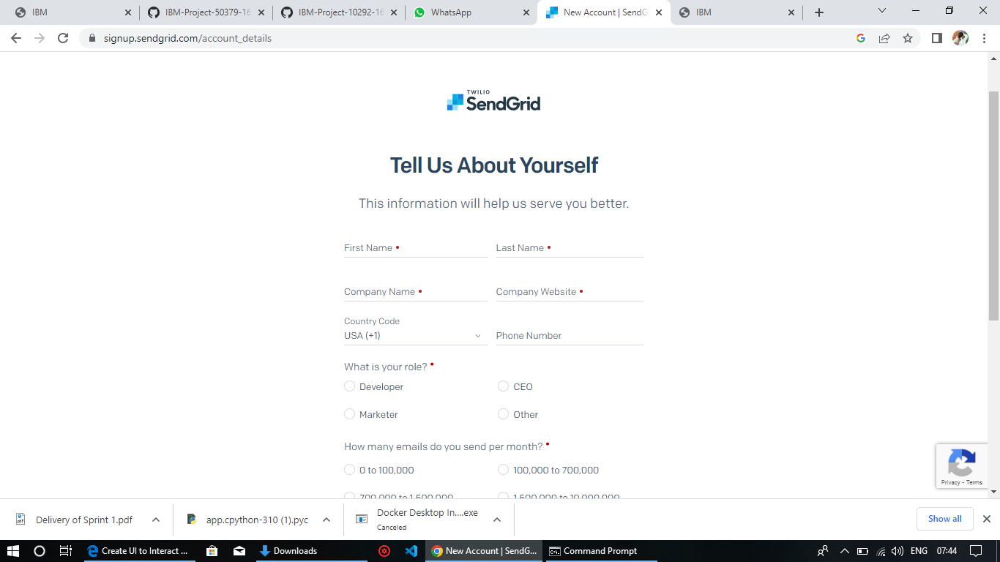 IBM
IBM-Project-50379-16
IBM-Project-10292-16
WhatsApp
New Account | SendG
IBM
signup.sendgrid.com/account_details
TWILIO
SendGrid
Tell Us About Yourself
This information will help us serve you better.
First Name • Last Name •
Company Name • Company Website •
Country Code
USA (+1) Phone Number
What is your role? •
Developer CEO
Marketer Other
How many emails do you send per month? •
0 to 100,000 100,000 to 700,000
700,000 to 1,500,000 1,500,000 to 10,000,000
Privacy - Terms
Delivery of Sprint 1.pdf
app.cpython-310 (1).pyc
Docker Desktop In....exe
Canceled
Show all
Create UI to Interact ...
Downloads
New Account | SendG...
Command Prompt
ENG
07:44